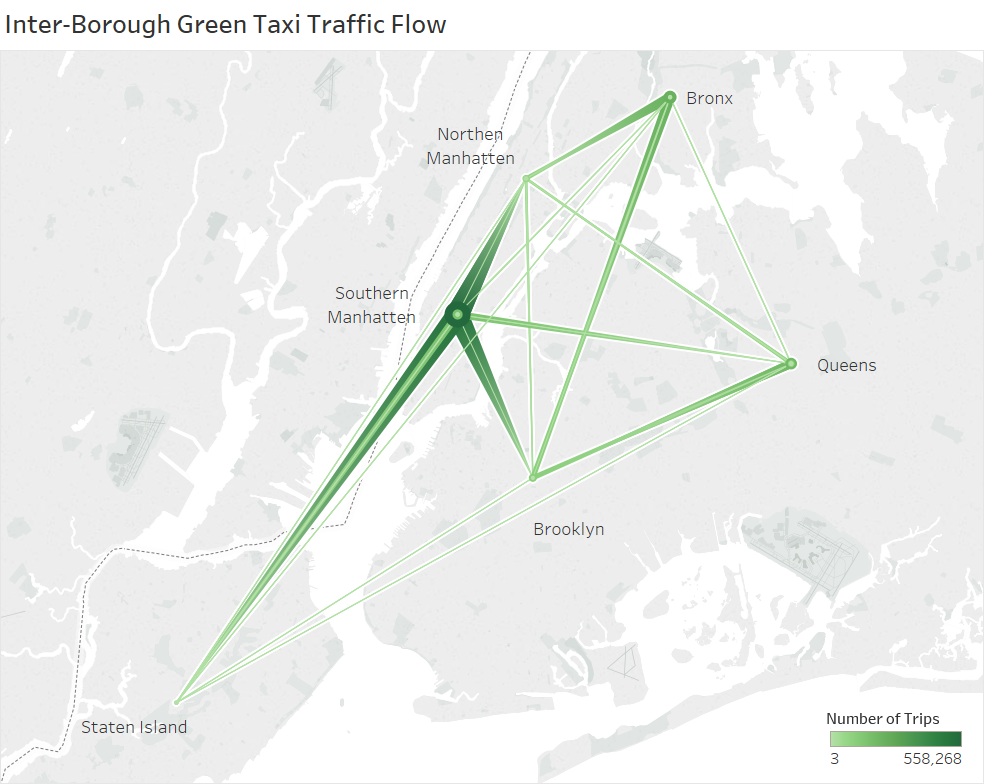 Inter-Borough Green Taxi Traffic Flow
Bronx
Northen
Manhatten
Southern
Manhatten
Queens
Brooklyn
Staten Island
Number of Trips
3
558,268